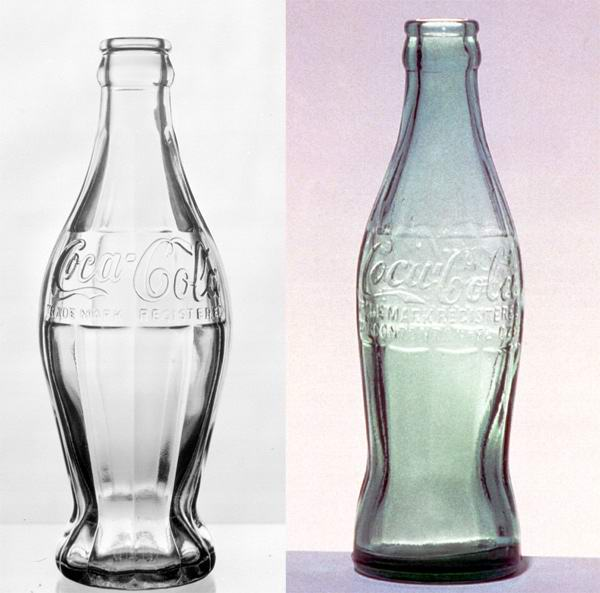 Coca-Cola
TRADE MARK REGISTERED
Coca-Cola
TRADE MARK REGISTERED